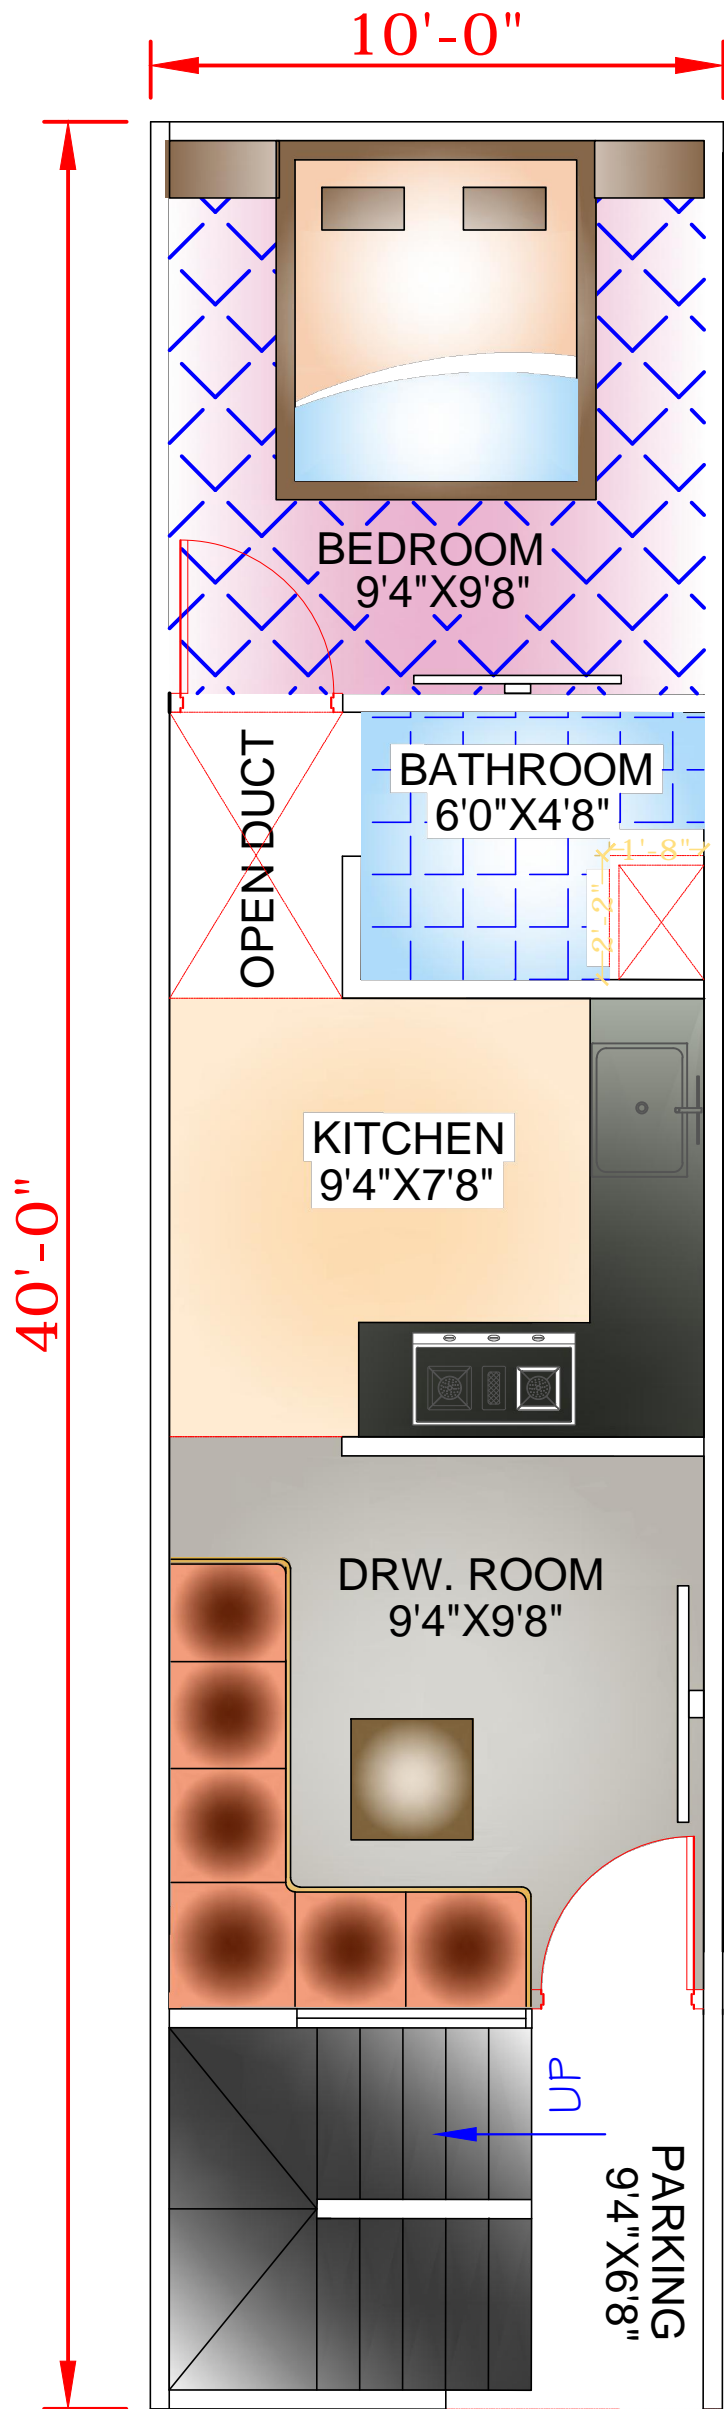 10'-0"
BEDROOM
9'4"X9'8"
OPEN DUCT
BATHROOM
6'0"X4'8"
1'-8"
2'-2"
KITCHEN
9'4"X7'8"
40'-0"
DRW. ROOM
9'4"X9'8"
UP
PARKING
9'4"X6'8"